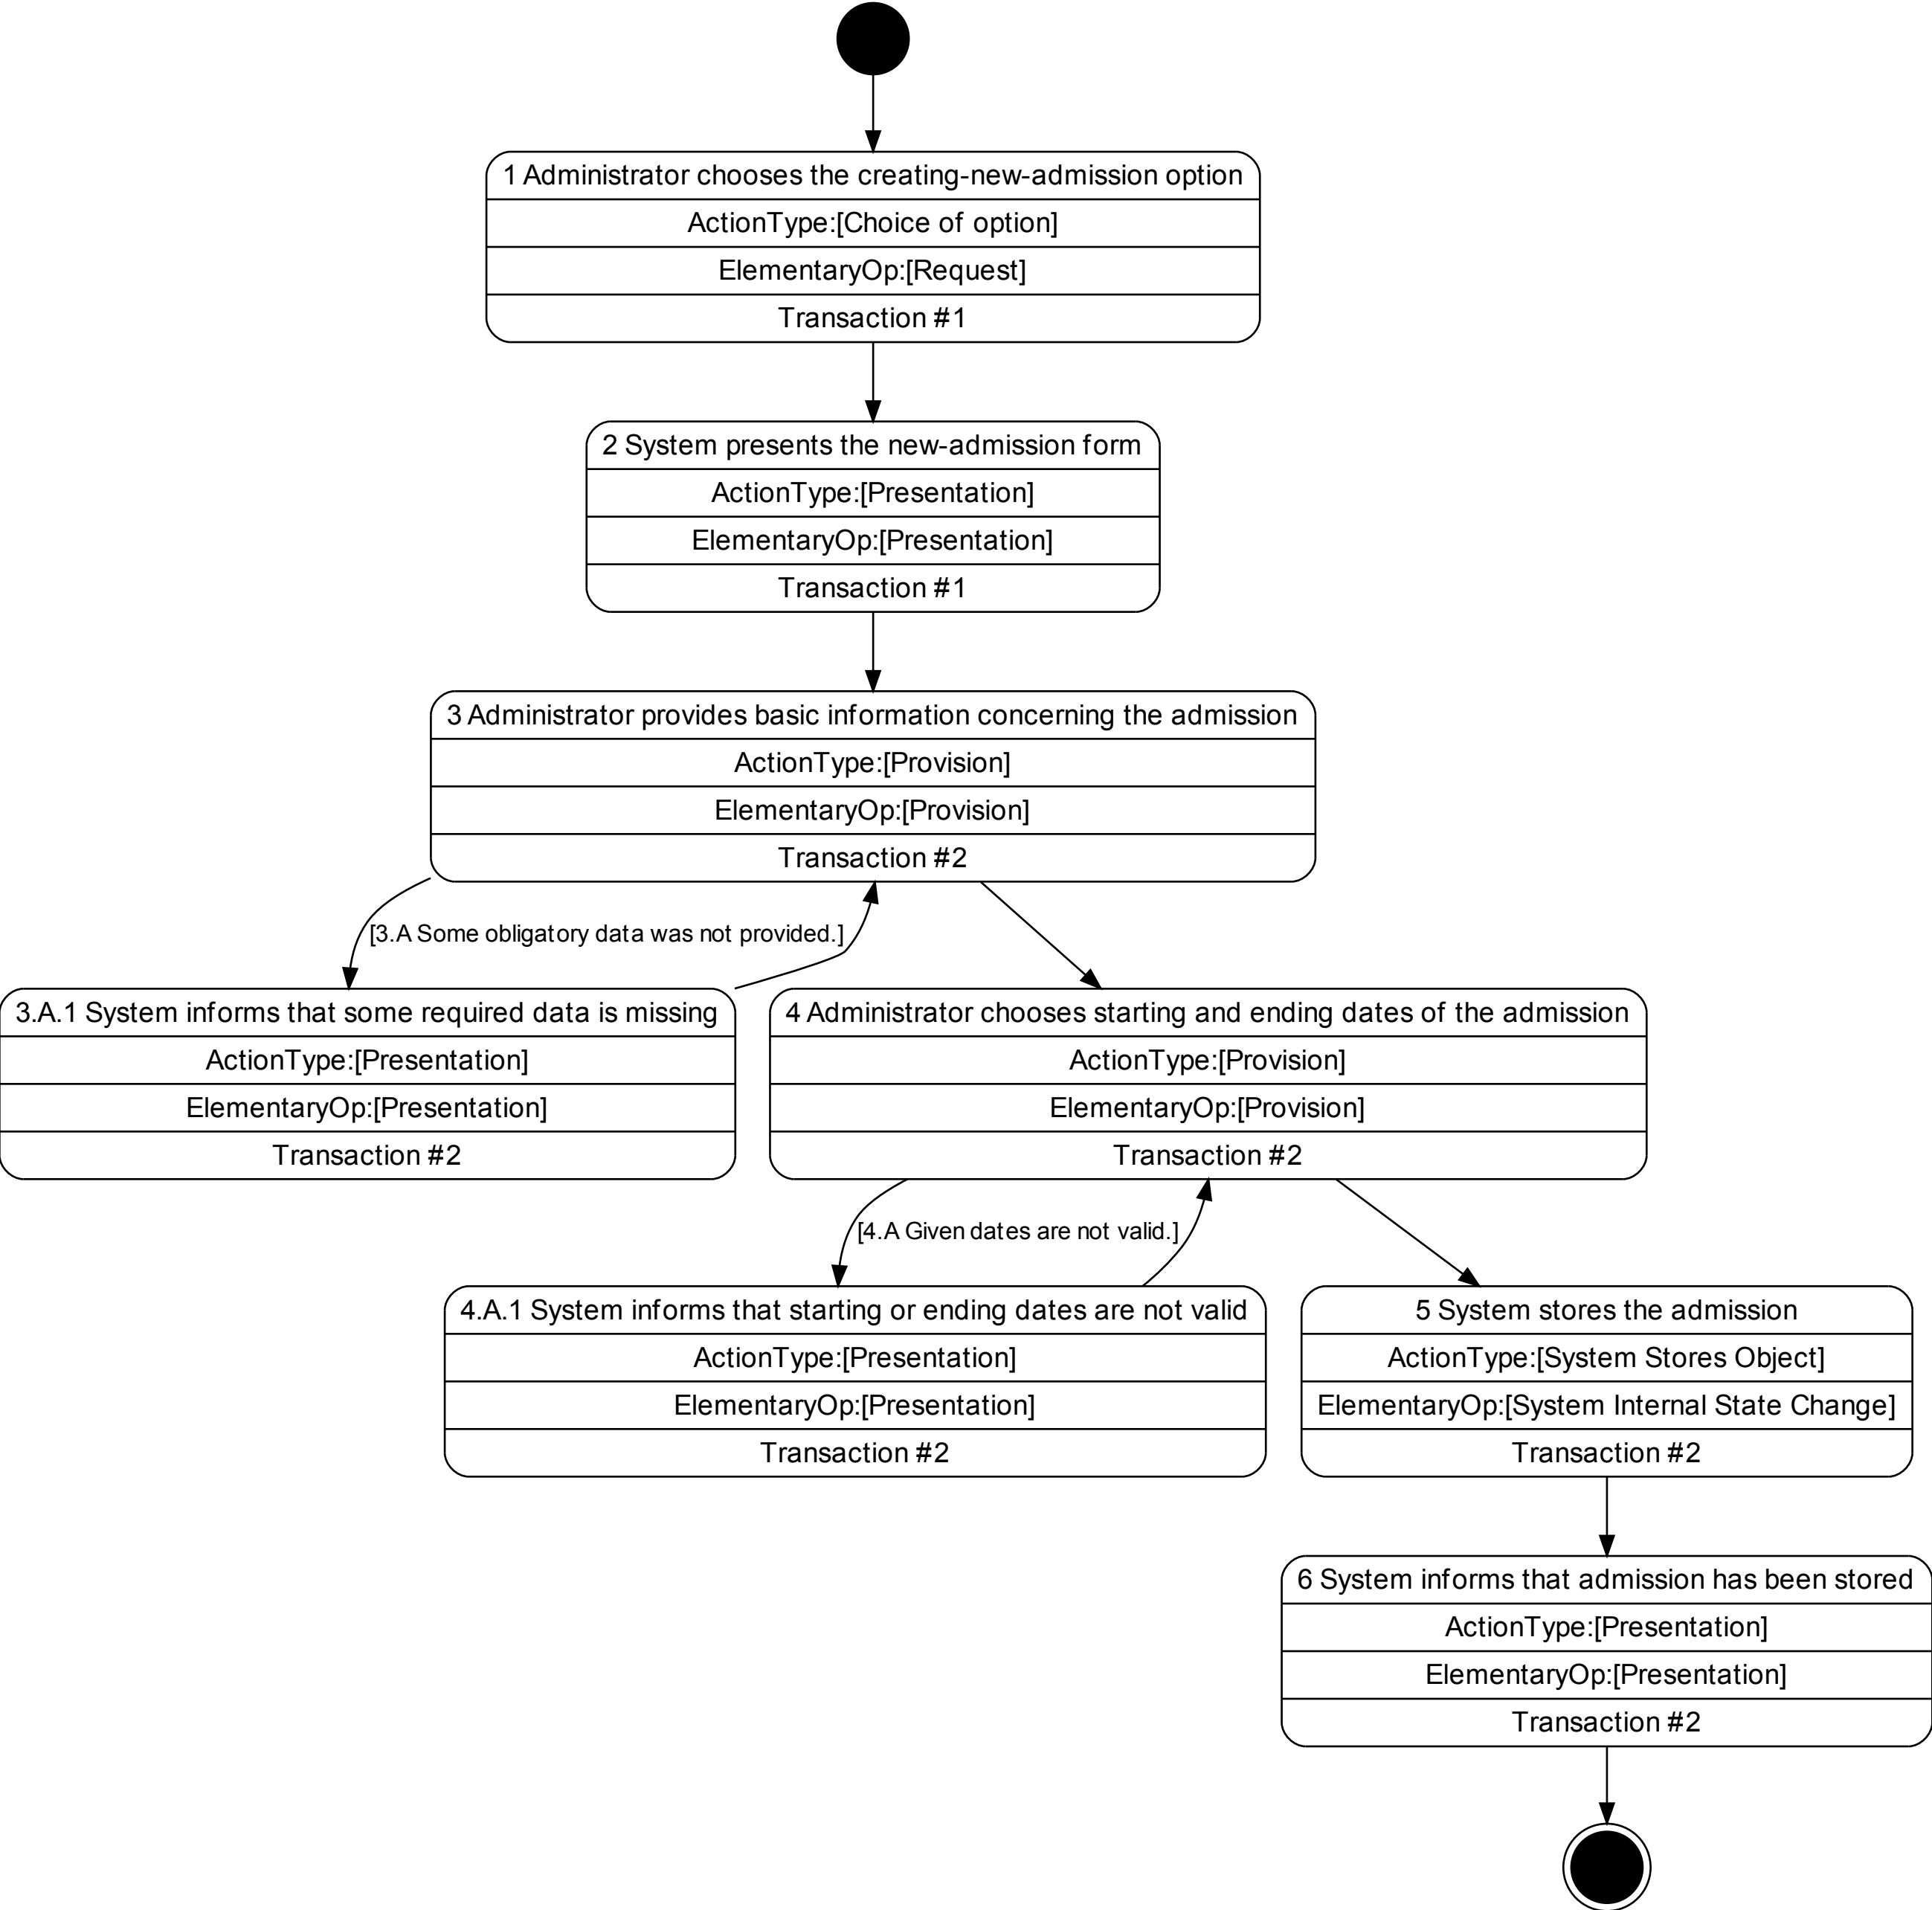 1 Administrator chooses the creating-new-admission option
ActionType:[Choice of option]
ElementaryOp:[Request]
Transaction #1
2 System presents the new-admission form
ActionType:[Presentation]
ElementaryOp:[Presentation]
Transaction #1
3 Administrator provides basic information concerning the admission
ActionType:[Provision]
ElementaryOp:[Provision]
Transaction #2
[3.A Some obligatory data was not provided.]
3.A.1 System informs that some required data is missing
ActionType:[Presentation]
ElementaryOp:[Presentation]
Transaction #2
4 Administrator chooses starting and ending dates of the admission
ActionType:[Provision]
ElementaryOp:[Provision]
Transaction #2
[4.A Given dates are not valid.]
4.A.1 System informs that starting or ending dates are not valid
ActionType:[Presentation]
ElementaryOp:[Presentation]
Transaction #2
5 System stores the admission
ActionType:[System Stores Object]
ElementaryOp:[System Internal State Change]
Transaction #2
6 System informs that admission has been stored
ActionType:[Presentation]
ElementaryOp:[Presentation]
Transaction #2